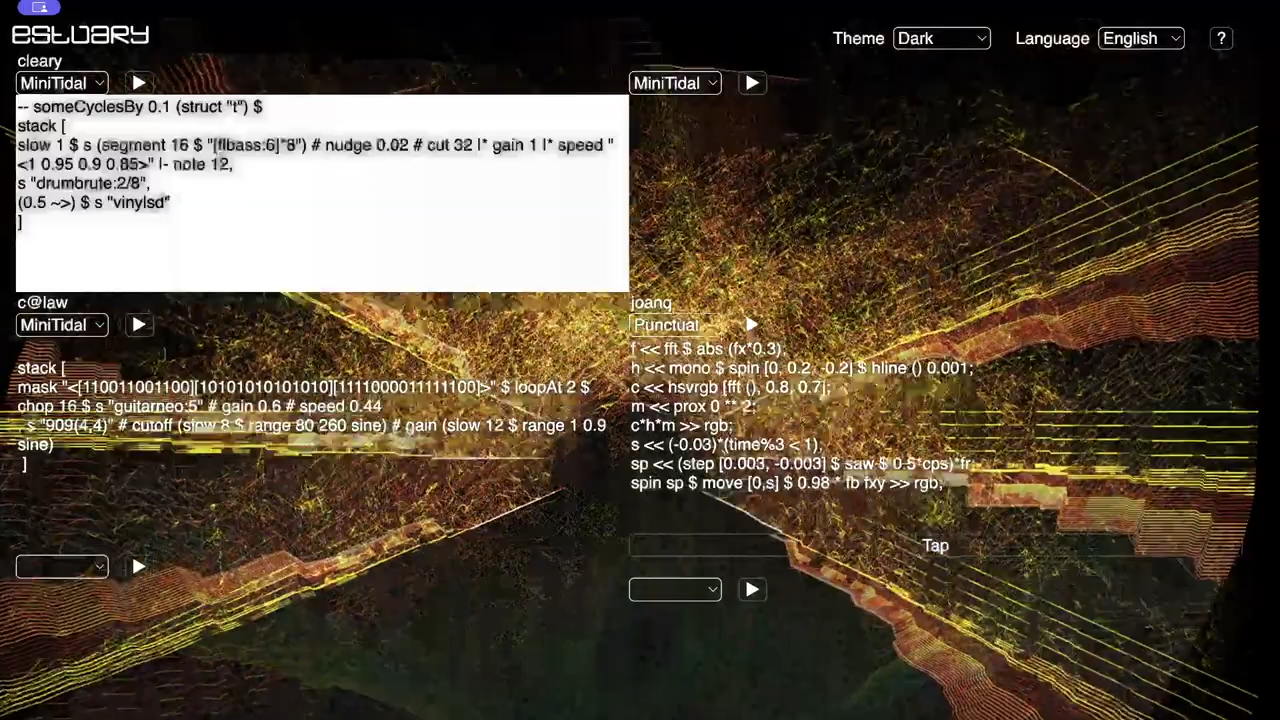 estuary
Theme Dark Language English ?
cleary
MiniTidal
-- someCyclesBy 0.1 (struct "t") $
stack [
slow 1 $ s (segment 16 $ "[flbass:6]*8") # nudge 0.02 # cut 32 |* gain 1 |* speed "
<1 0.95 0.9 0.85>" |- note 12,
s "drumbrute:2/8",
(0.5 ~>) $ s "vinylsd"
]
MiniTidal
c@law
MiniTidal
stack [
mask "<[110011001100][10101010101010][1111000011111100]>" $ loopAt 2 $
chop 16 $ s "guitarneo:5" # gain 0.6 # speed 0.44
, s "909(4,4)" # cutoff (slow 8 $ range 80 260 sine) # gain (slow 12 $ range 1 0.9
sine)
]
joanq
Punctual
f << fft $ abs (fx*0.3);
h << mono $ spin [0, 0.2, -0.2] $ hline () 0.001;
c << hsvrgb [fft (), 0.8, 0.7];
m << prox 0 ** 2;
c*h*m >> rgb;
s << (-0.03)*(time%3 < 1);
sp << (step [0.003, -0.003] $ saw $ 0.5*cps)*fr;
spin sp $ move [0,s] $ 0.98 * fb fxy >> rgb;
Tap